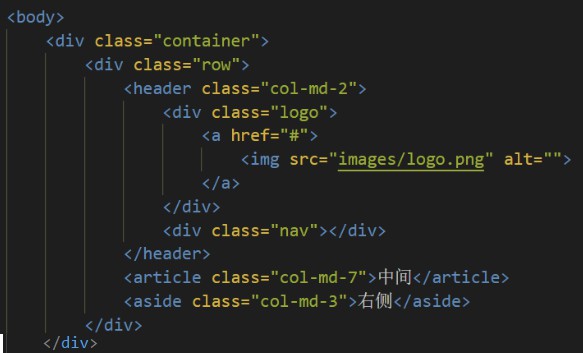 <body>
<div class="container">
<div class="row">
<header class="col-md-2">
<div class="logo">
<a href="#">
<img src="images/logo.png" alt="">
</a>
</div>
<div class="nav"></div>
</header>
<article class="col-md-7">中间</article>
<aside class="col-md-3">右侧</aside>
</div>
</div>